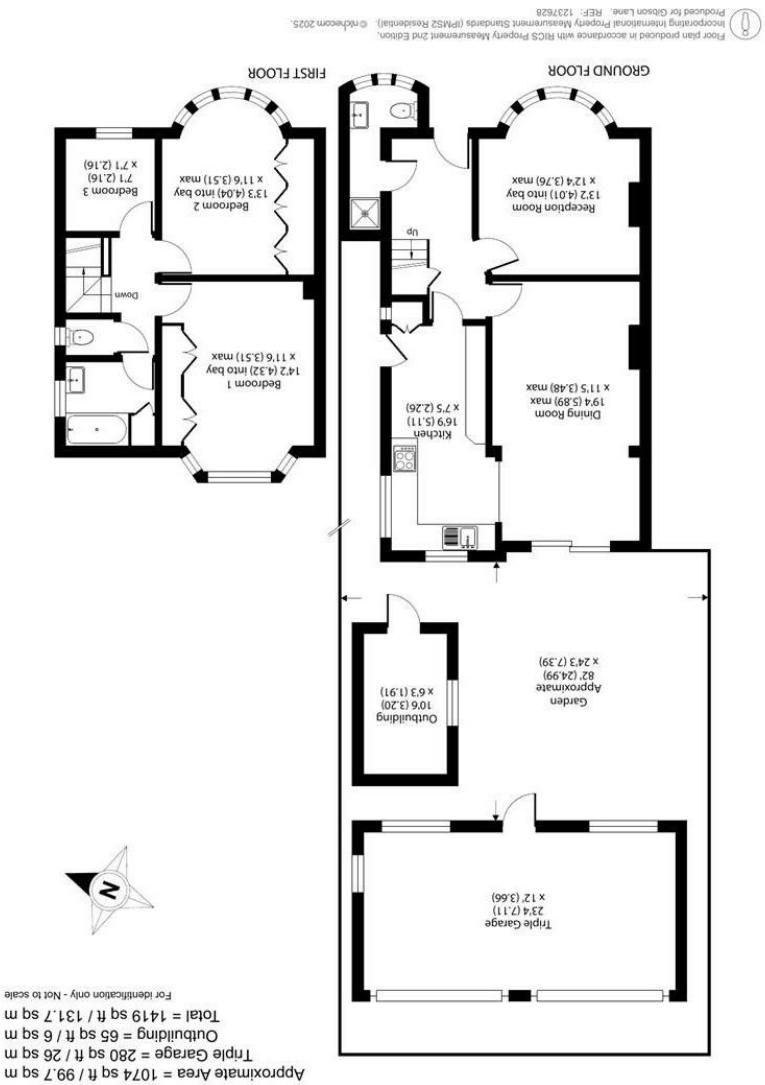 Approximate Area = 1074 sq ft / 99.7 sq m
Triple Garage = 280 sq ft / 26 sq m
Outbuilding = 65 sq ft / 6 sq m
Total = 1419 sq ft / 131.7 sq m
For identification only - Not to scale
N
Triple Garage
23'4 (7.11)
x 12' (3.66)
Outbuilding
10'6 (3.20)
x 6'3 (1.91)
Garden
Approximate
82' (24.99)
x 24'3 (7.39)
Dining Room
19'4 (5.89) max
x 11'5 (3.48) max
Kitchen
16'9 (5.11)
x 7'5 (2.26)
Up
Reception Room
13'2 (4.01) into bay
x 12'4 (3.76) max
GROUND FLOOR
Bedroom 1
14'2 (4.32) into bay
x 11'6 (3.51) max
Down
Bedroom 2
13'3 (4.04) into bay
x 11'6 (3.51) max
Bedroom 3
7'1 (2.16)
x 7'1 (2.16)
FIRST FLOOR
Floor plan produced in accordance with RICS Property Measurement 2nd Edition,
Incorporating International Property Measurement Standards (IPMS2 Residential). ©nichecom 2025.
Produced for Gibson Lane. REF: 1237628